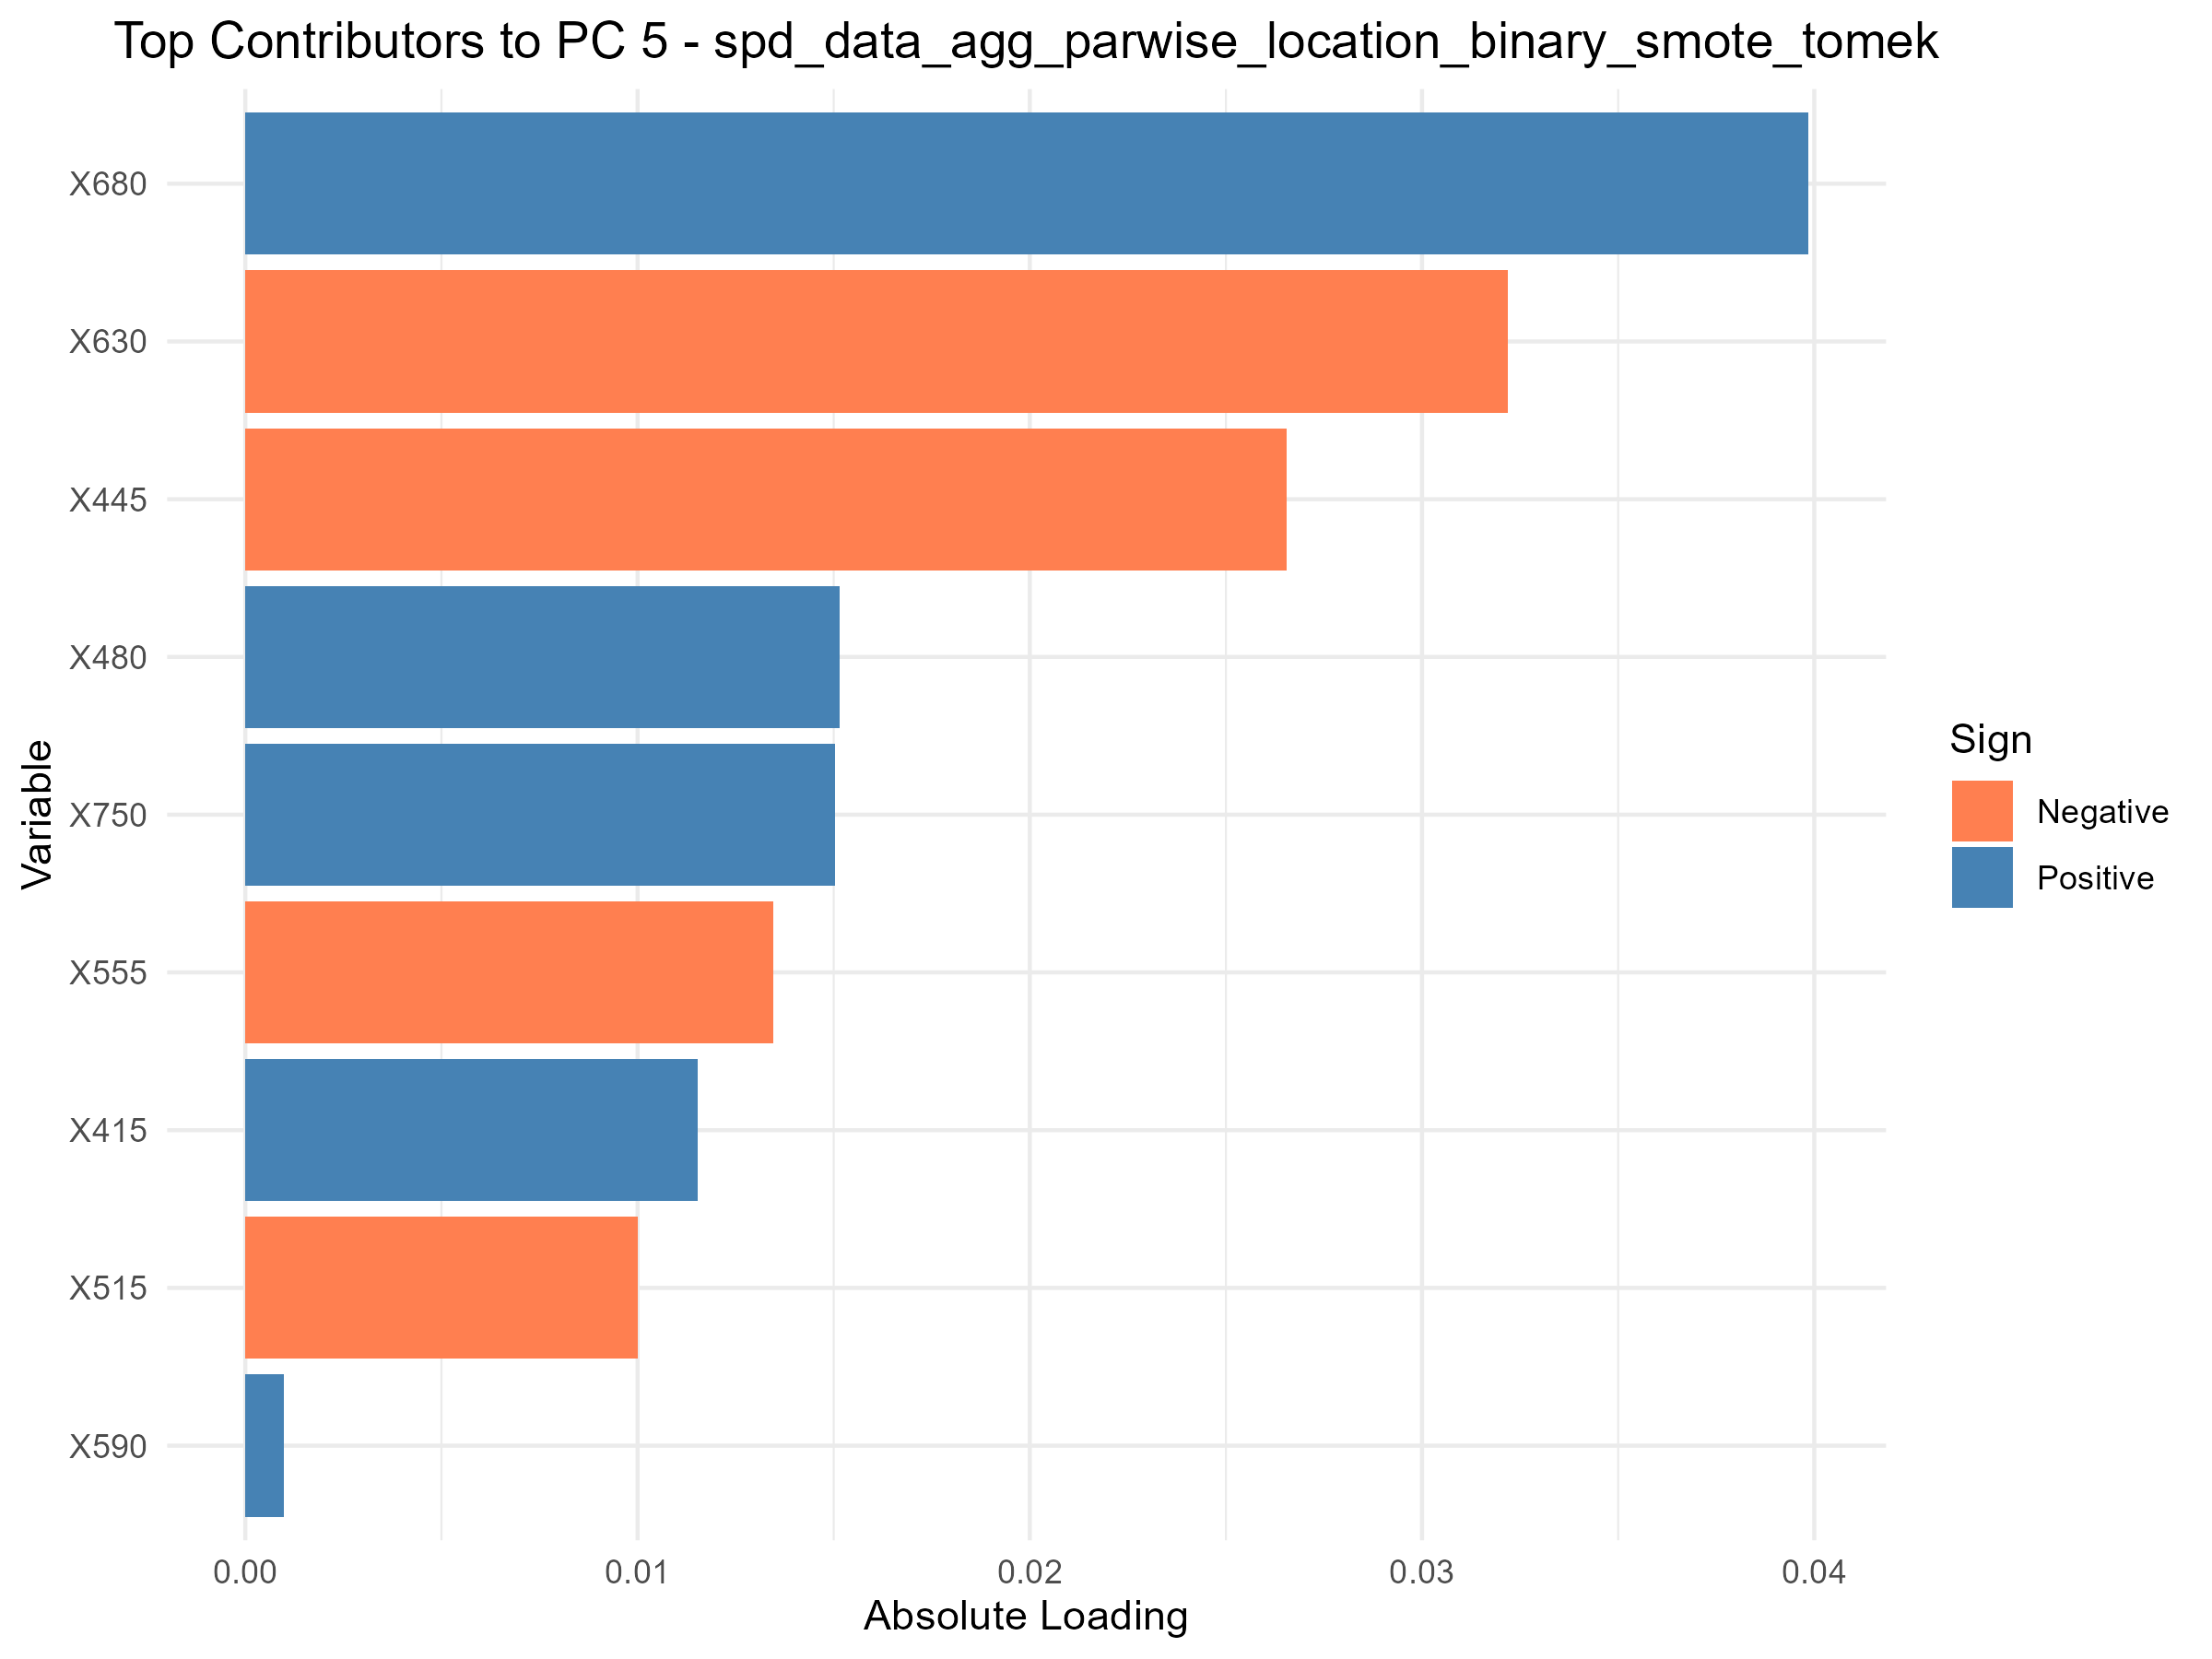 Top Contributors to PC 5 - spd_data_agg_parwise_location_binary_smote_tomek
X680
X630
X445
X480
X750
X555
X415
X515
X590
Variable
0.00 0.01 0.02 0.03 0.04
Absolute Loading
Sign
Negative
Positive